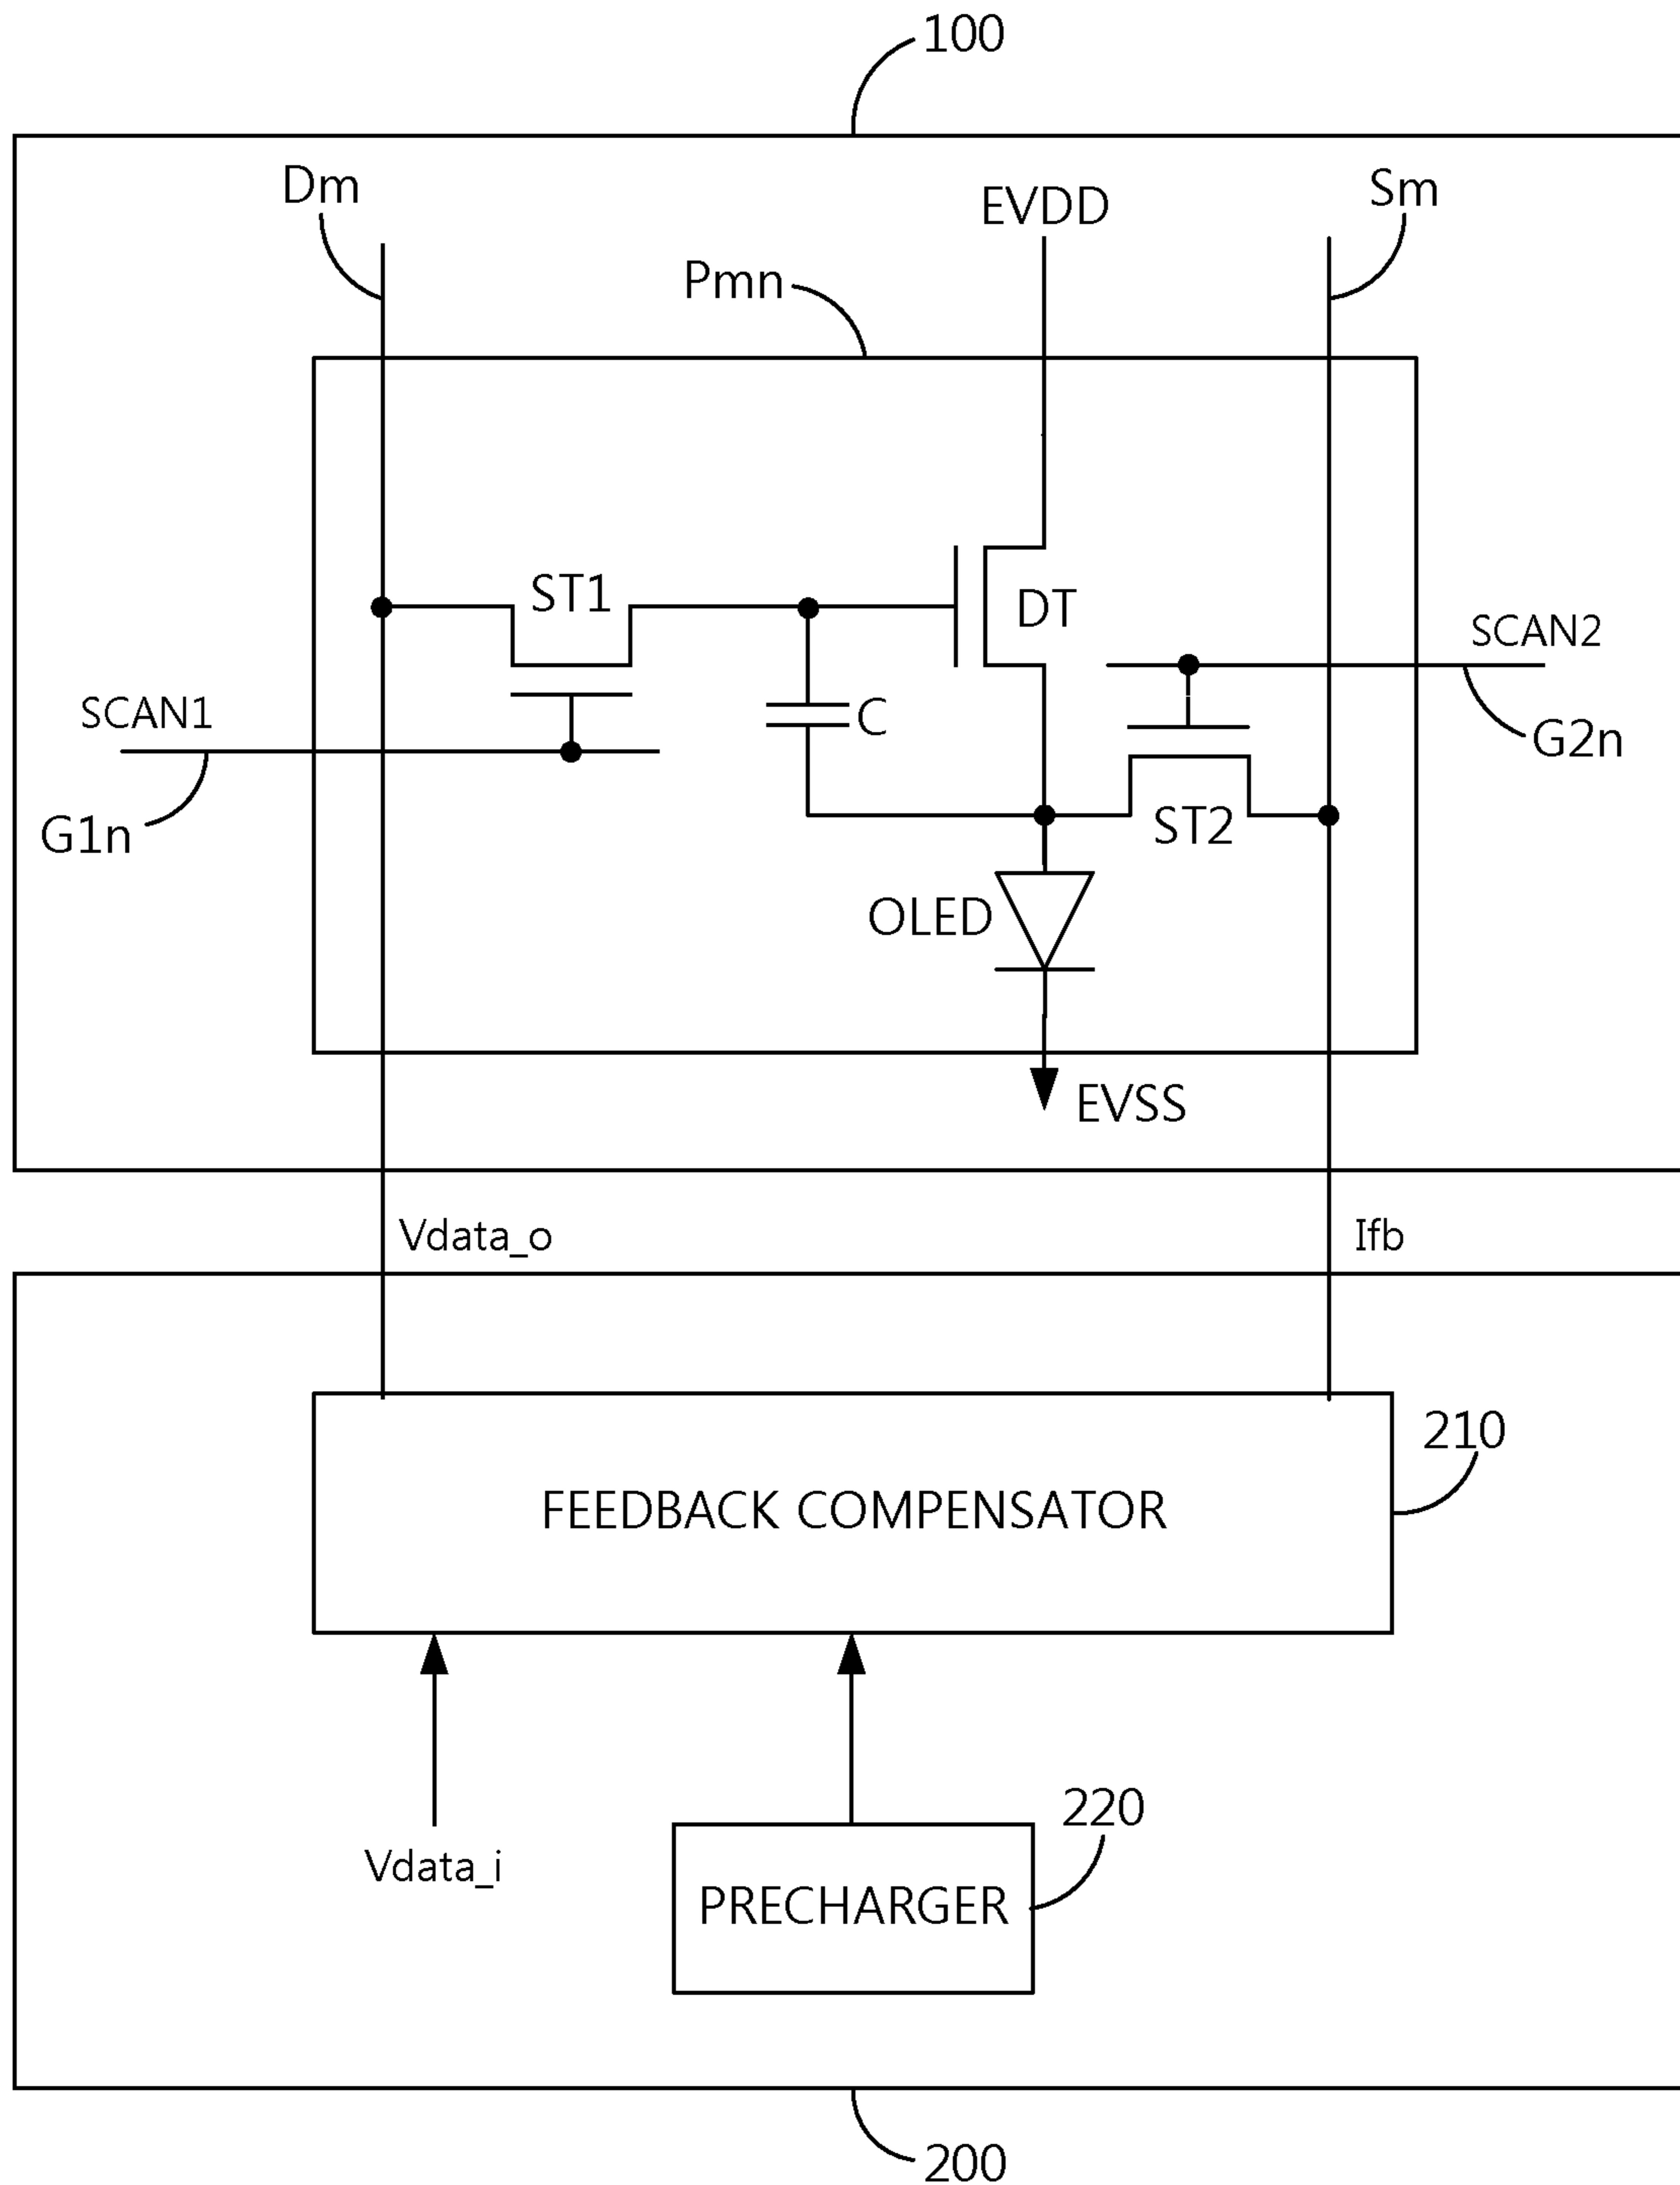 100
Dm
EVDD
Sm
Pmn
ST1
DT
SCAN2
SCAN1
C
G2n
G1n
ST2
OLED
EVSS
Vdata_o
Ifb
210
FEEDBACK COMPENSATOR
220
Vdata_i
PRECHARGER
200